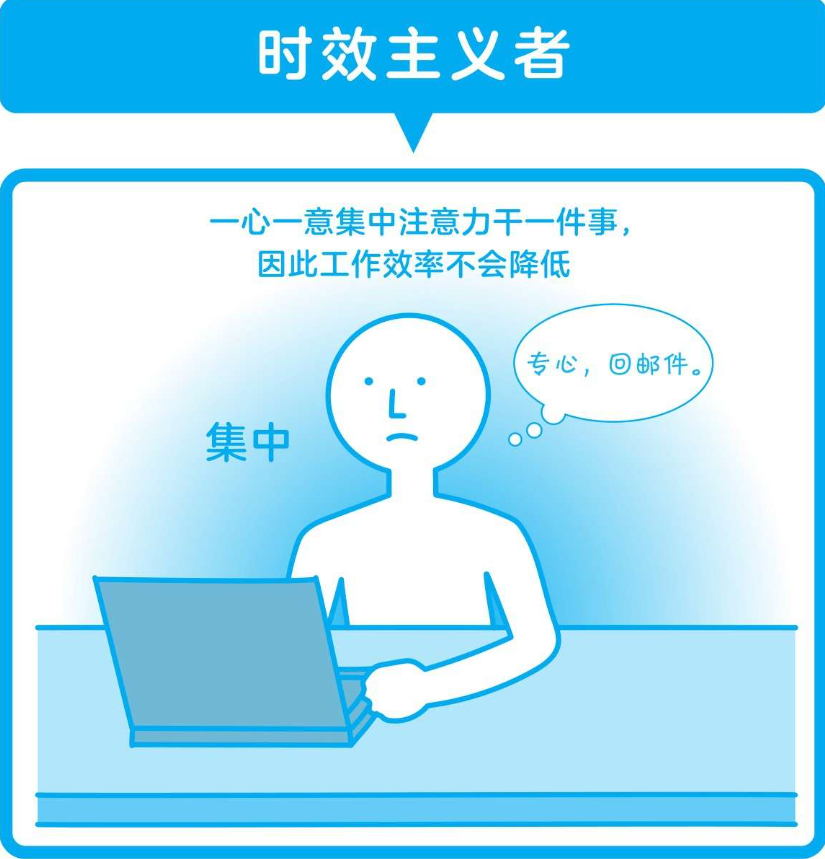 时效主义者
一心一意集中注意力干一件事，
因此工作效率不会降低
专心，回邮件。
集中